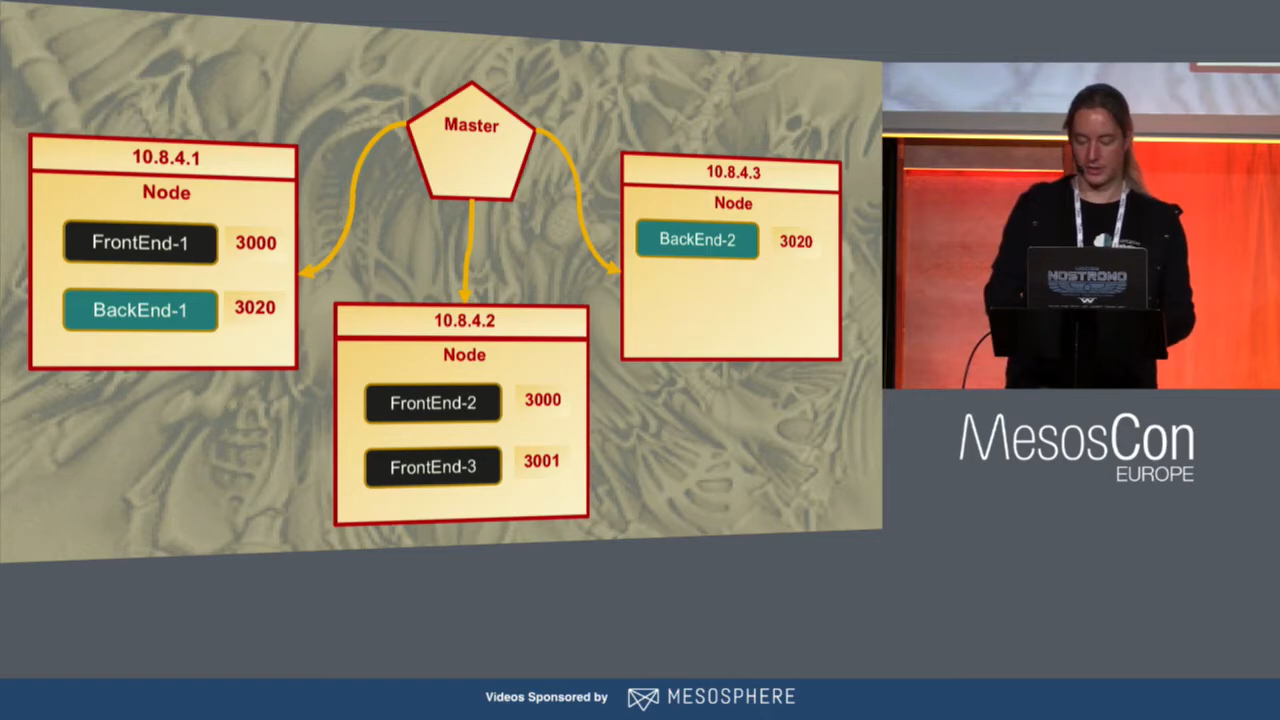 Master
10.8.4.1
Node
FrontEnd-1 3000
BackEnd-1 3020
10.8.4.2
Node
FrontEnd-2 3000
FrontEnd-3 3001
10.8.4.3
Node
BackEnd-2 3020
NOSTROMO
MesosCon
EUROPE
Videos Sponsored by MESOSPHERE